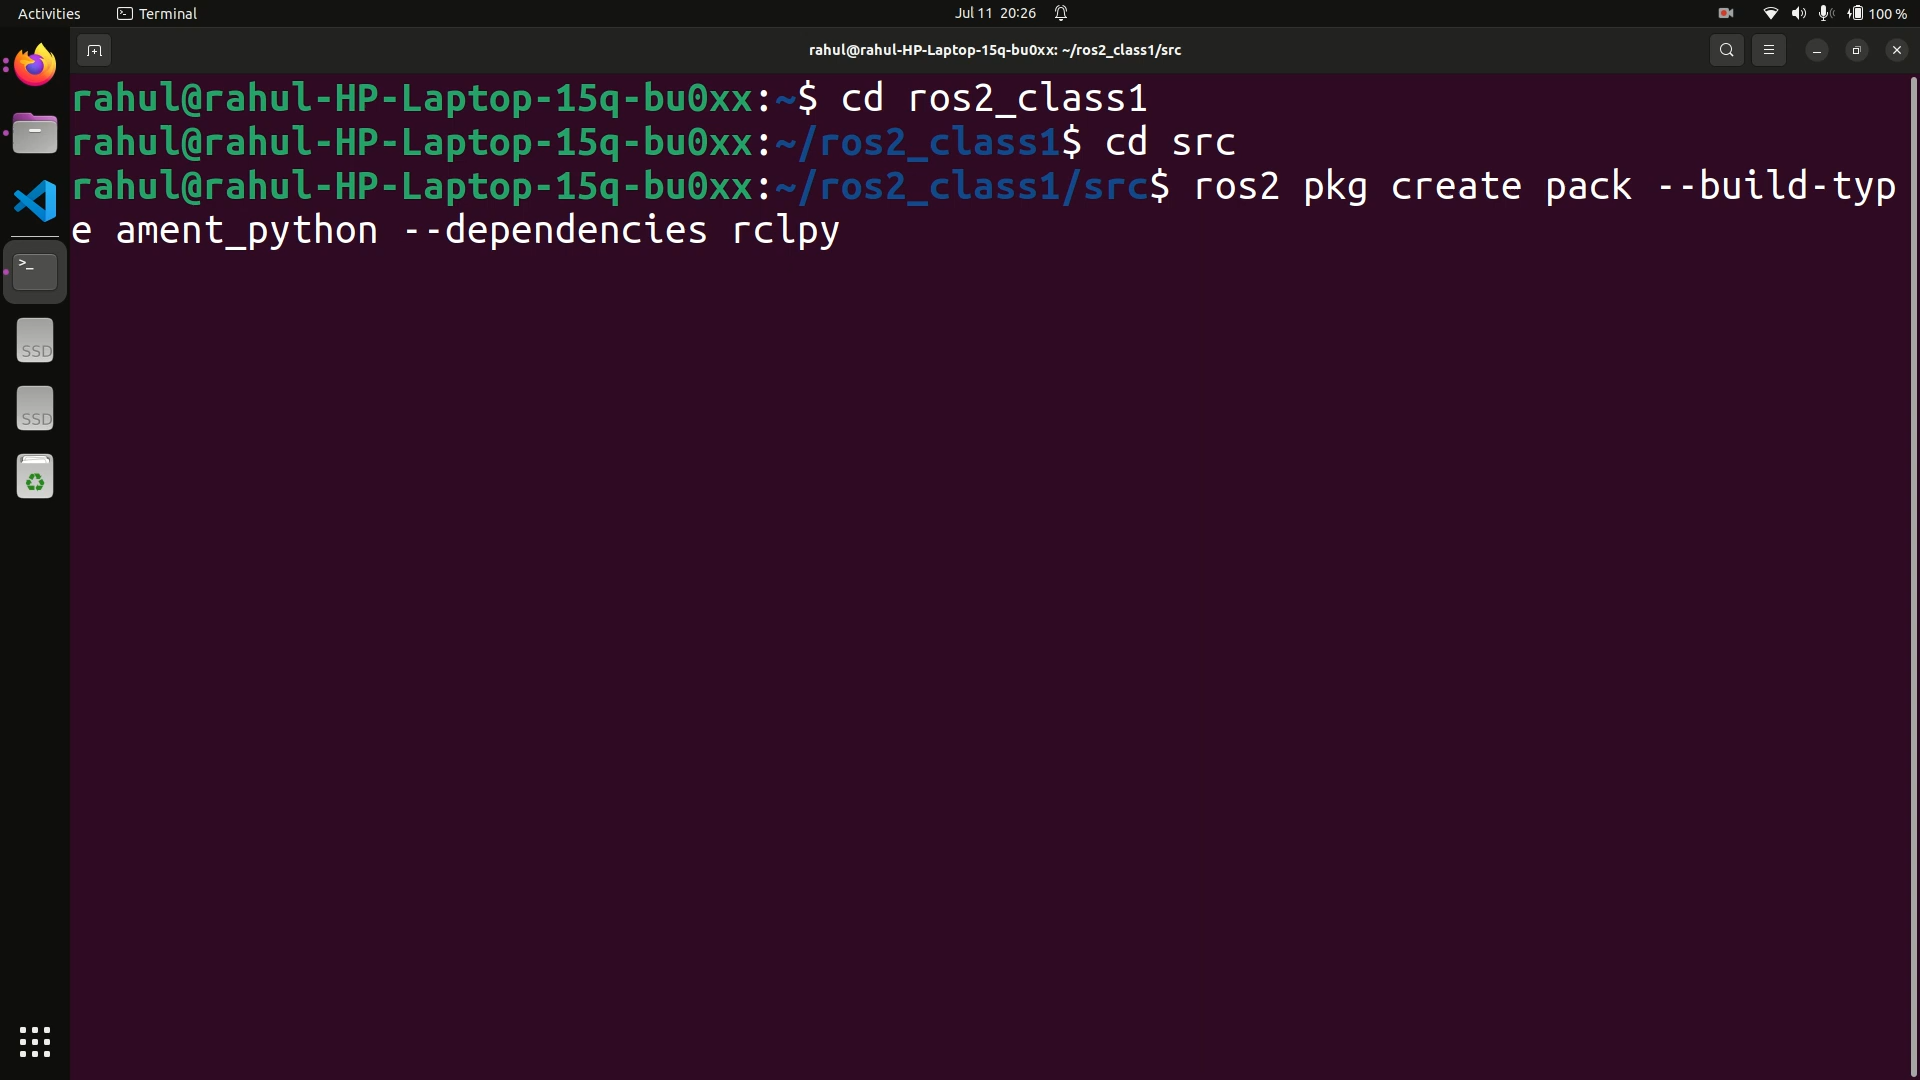 Activities Terminal Jul 11 20:26 100 %
rahul@rahul-HP-Laptop-15q-bu0xx: ~/ros2_class1/src
rahul@rahul-HP-Laptop-15q-bu0xx:~$ cd ros2_class1
rahul@rahul-HP-Laptop-15q-bu0xx:~/ros2_class1$ cd src
rahul@rahul-HP-Laptop-15q-bu0xx:~/ros2_class1/src$ ros2 pkg create pack --build-typ
e ament_python --dependencies rclpy
>_
SSD
SSD